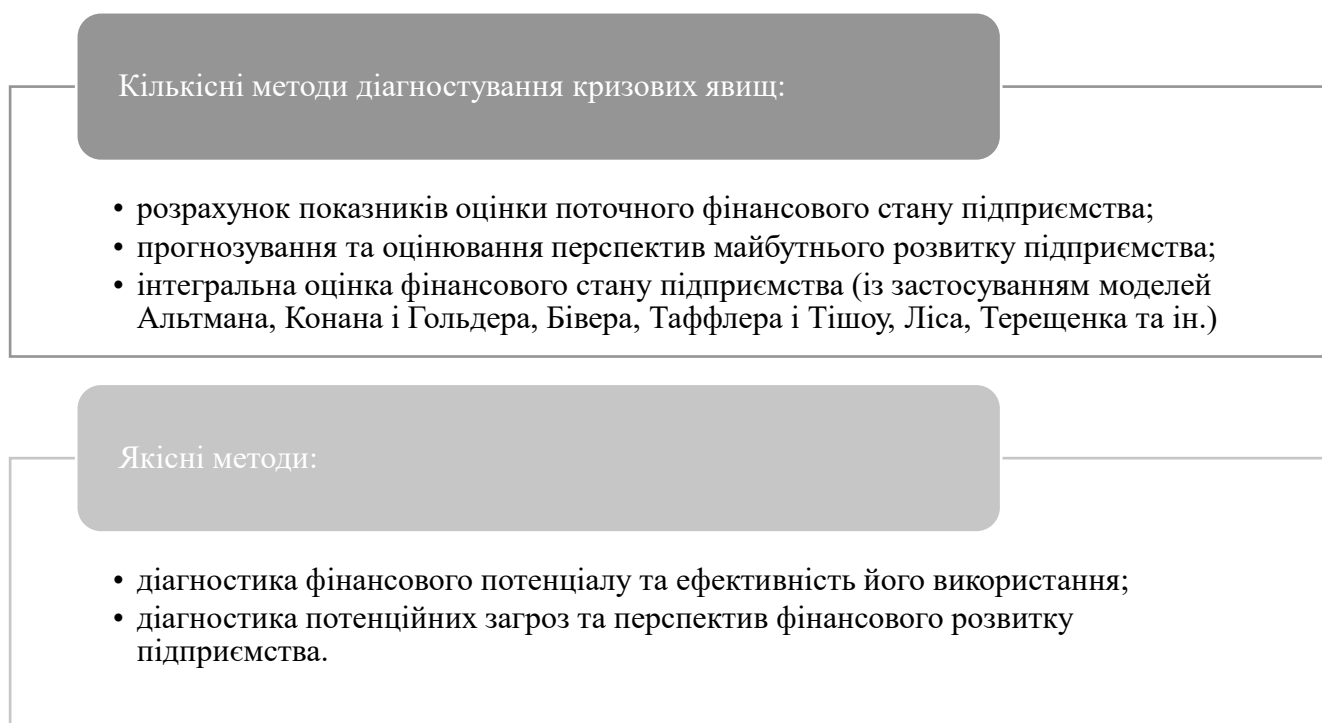 Кількісні методи діагностування кризових явищ:
• розрахунок показників оцінки поточного фінансового стану підприємства;
• прогнозування та оцінювання перспектив майбутнього розвитку підприємства;
• інтегральна оцінка фінансового стану підприємства (із застосуванням моделей
Альтмана, Конана і Гольдера, Бівера, Таффлера і Тішоу, Ліса, Терещенка та ін.)
Якісні методи:
• діагностика фінансового потенціалу та ефективність його використання;
• діагностика потенційних загроз та перспектив фінансового розвитку
підприємства.